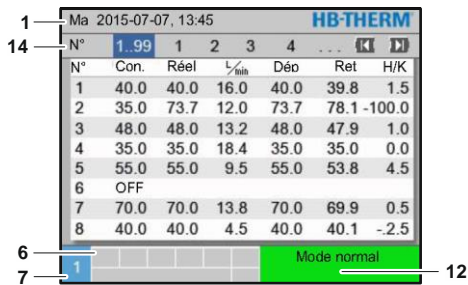 1 Ma 2015-07-07, 13:45 HB-THERM
14 N° 1..99 1 2 3 4 ...
N° Con. Réel L/min Dép Ret H/K
1 40.0 40.0 16.0 40.0 39.8 1.5
2 35.0 73.7 12.0 73.7 78.1 -100.0
3 48.0 48.0 13.2 48.0 47.9 1.0
4 35.0 35.0 18.4 35.0 35.0 0.0
5 55.0 55.0 9.5 55.0 53.8 4.5
6 OFF
7 70.0 70.0 13.8 70.0 69.9 0.5
8 40.0 40.0 4.5 40.0 40.1 -.2.5
6 Mode normal
1
7 12